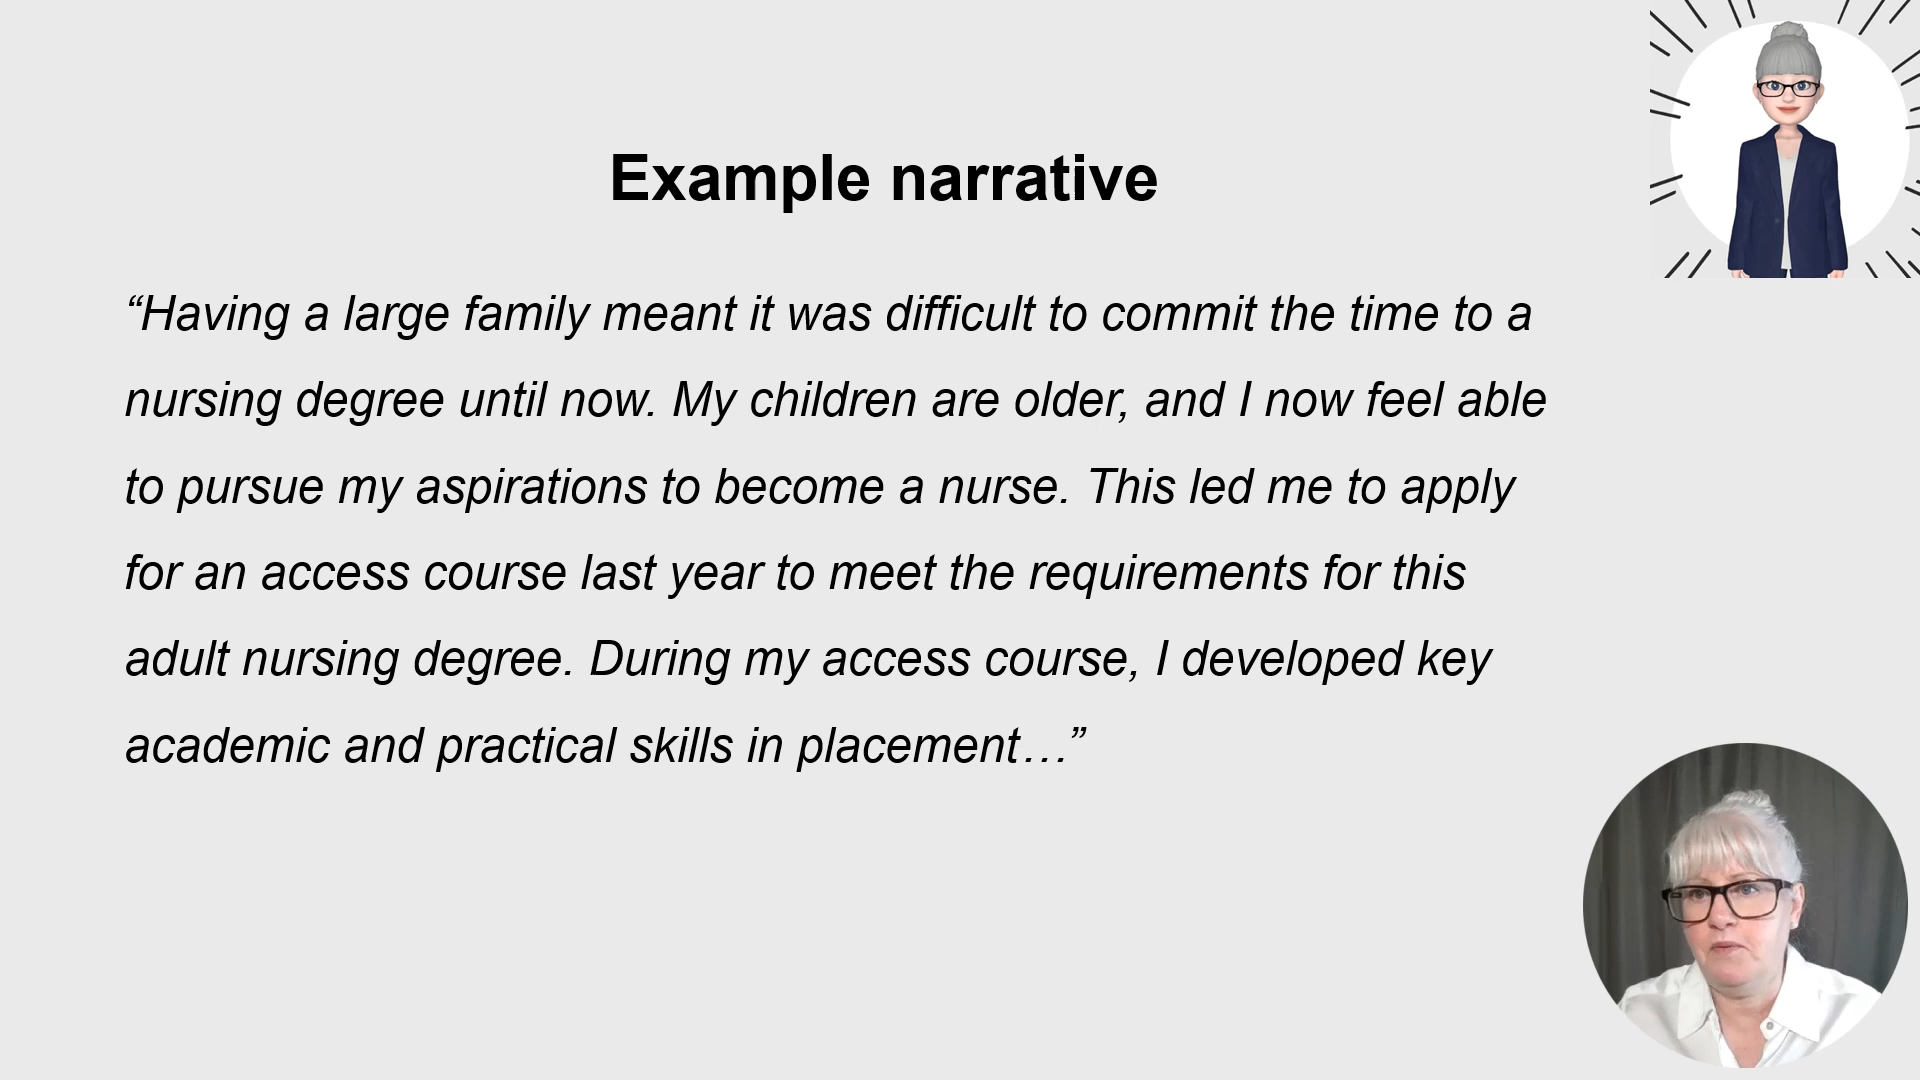 Example narrative
“Having a large family meant it was difficult to commit the time to a
nursing degree until now. My children are older, and I now feel able
to pursue my aspirations to become a nurse. This led me to apply
for an access course last year to meet the requirements for this
adult nursing degree. During my access course, I developed key
academic and practical skills in placement…”